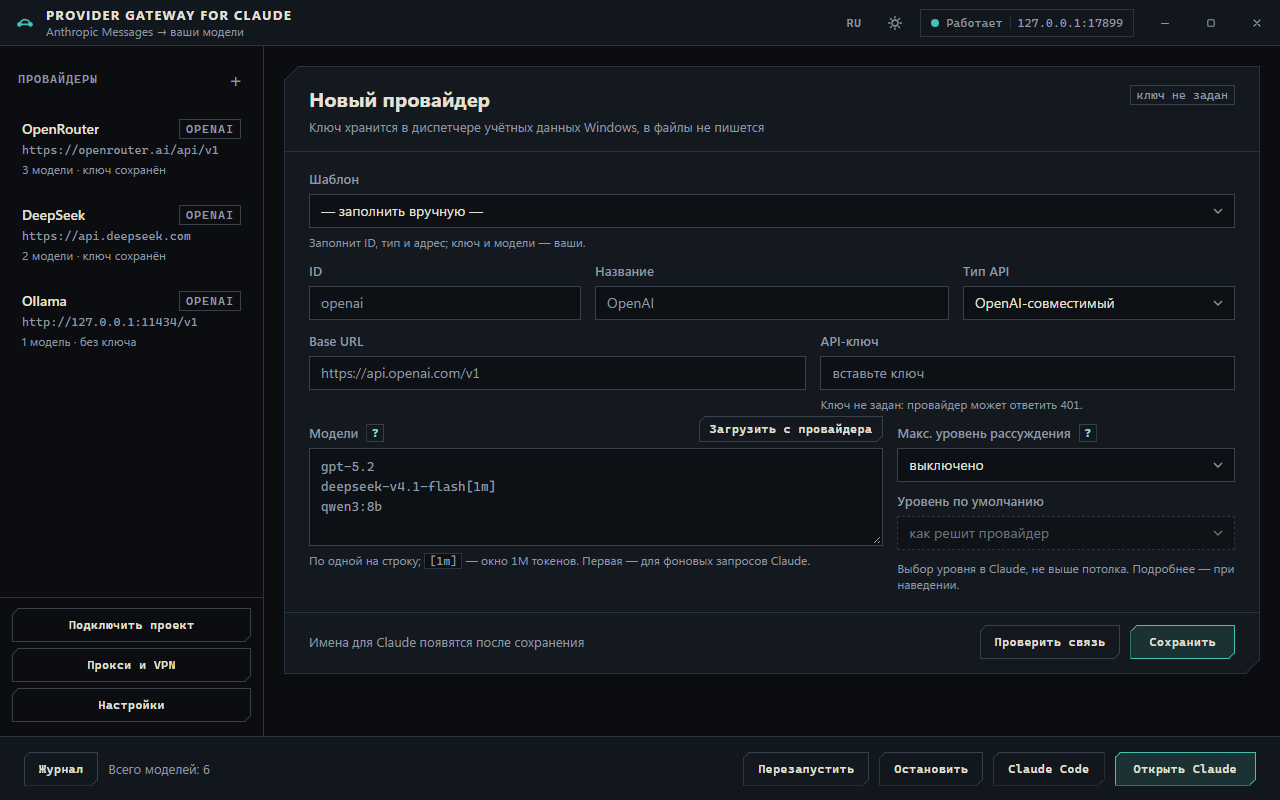 PROVIDER GATEWAY FOR CLAUDE
Anthropic Messages → ваши модели
RU
Работает
127.0.0.1:17899
ПРОВАЙДЕРЫ
+
OpenRouter
OPENAI
https://openrouter.ai/api/v1
3 модели · ключ сохранён
DeepSeek
OPENAI
https://api.deepseek.com
2 модели · ключ сохранён
Ollama
OPENAI
http://127.0.0.1:11434/v1
1 модель · без ключа
Подключить проект
Прокси и VPN
Настройки
Новый провайдер
ключ не задан
Ключ хранится в диспетчере учётных данных Windows, в файлы не пишется
Шаблон
— заполнить вручную —
Заполнит ID, тип и адрес; ключ и модели — ваши.
ID
Название
Тип API
openai
OpenAI
OpenAI-совместимый
Base URL
API-ключ
https://api.openai.com/v1
вставьте ключ
Ключ не задан: провайдер может ответить 401.
Модели ?
Загрузить с провайдера
gpt-5.2
deepseek-v4.1-flash[1m]
qwen3:8b
По одной на строку; [1m] — окно 1M токенов. Первая — для фоновых запросов Claude.
Макс. уровень рассуждения ?
выключено
Уровень по умолчанию
как решит провайдер
Выбор уровня в Claude, не выше потолка. Подробнее — при
наведении.
Имена для Claude появятся после сохранения
Проверить связь
Сохранить
Журнал
Всего моделей: 6
Перезапустить
Остановить
Claude Code
Открыть Claude